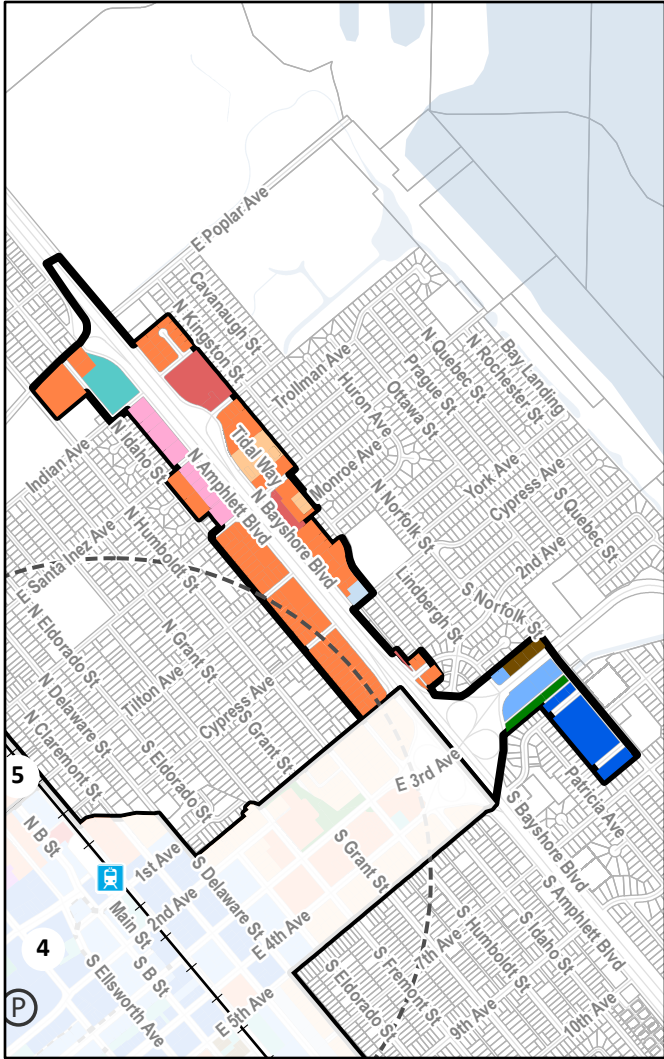 E Poplar Ave
Cavanaugh St
N Kingston St
Trollman Ave
Bay Landing
N Quebec St
N Rochester St
Prague St
Huron Ave
Ottawa St
Indian Ave
N Idaho St
Tidal Way
Monroe Ave
N Amphlett Blvd
N Bayshore Blvd
N Norfolk St
York Ave
Cypress Ave
S Quebec St
2nd Ave
E Santa Inez Ave
N Humboldt St
Lindbergh St
S Norfolk St
N Eldorado St
N Grant St
Tilton Ave
Cypress Ave
S Grant St
N Delaware St
N Claremont St
S Eldorado St
E 3rd Ave
5
Patricia Ave
S Bayshore Blvd
N B St
1st Ave
S Delaware St
S Grant St
2nd Ave
Main St
S B St
E 4th Ave
S Amphlett Blvd
S Idaho St
S Humboldt St
7th Ave
S Fremont St
S Eldorado St
4
S Ellsworth Ave
E 5th Ave
9th Ave
10th Ave
P